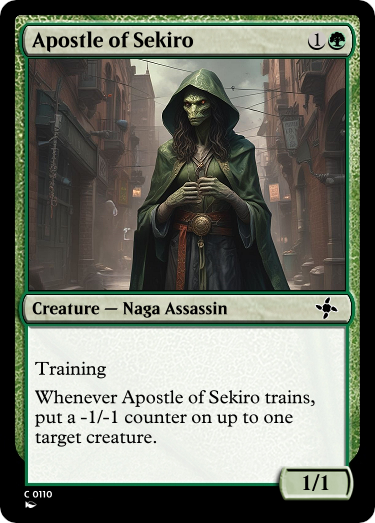 Apostle of Sekiro 1
Creature — Naga Assassin
Training
Whenever Apostle of Sekiro trains,
put a -1/-1 counter on up to one
target creature.
1/1
C 0110